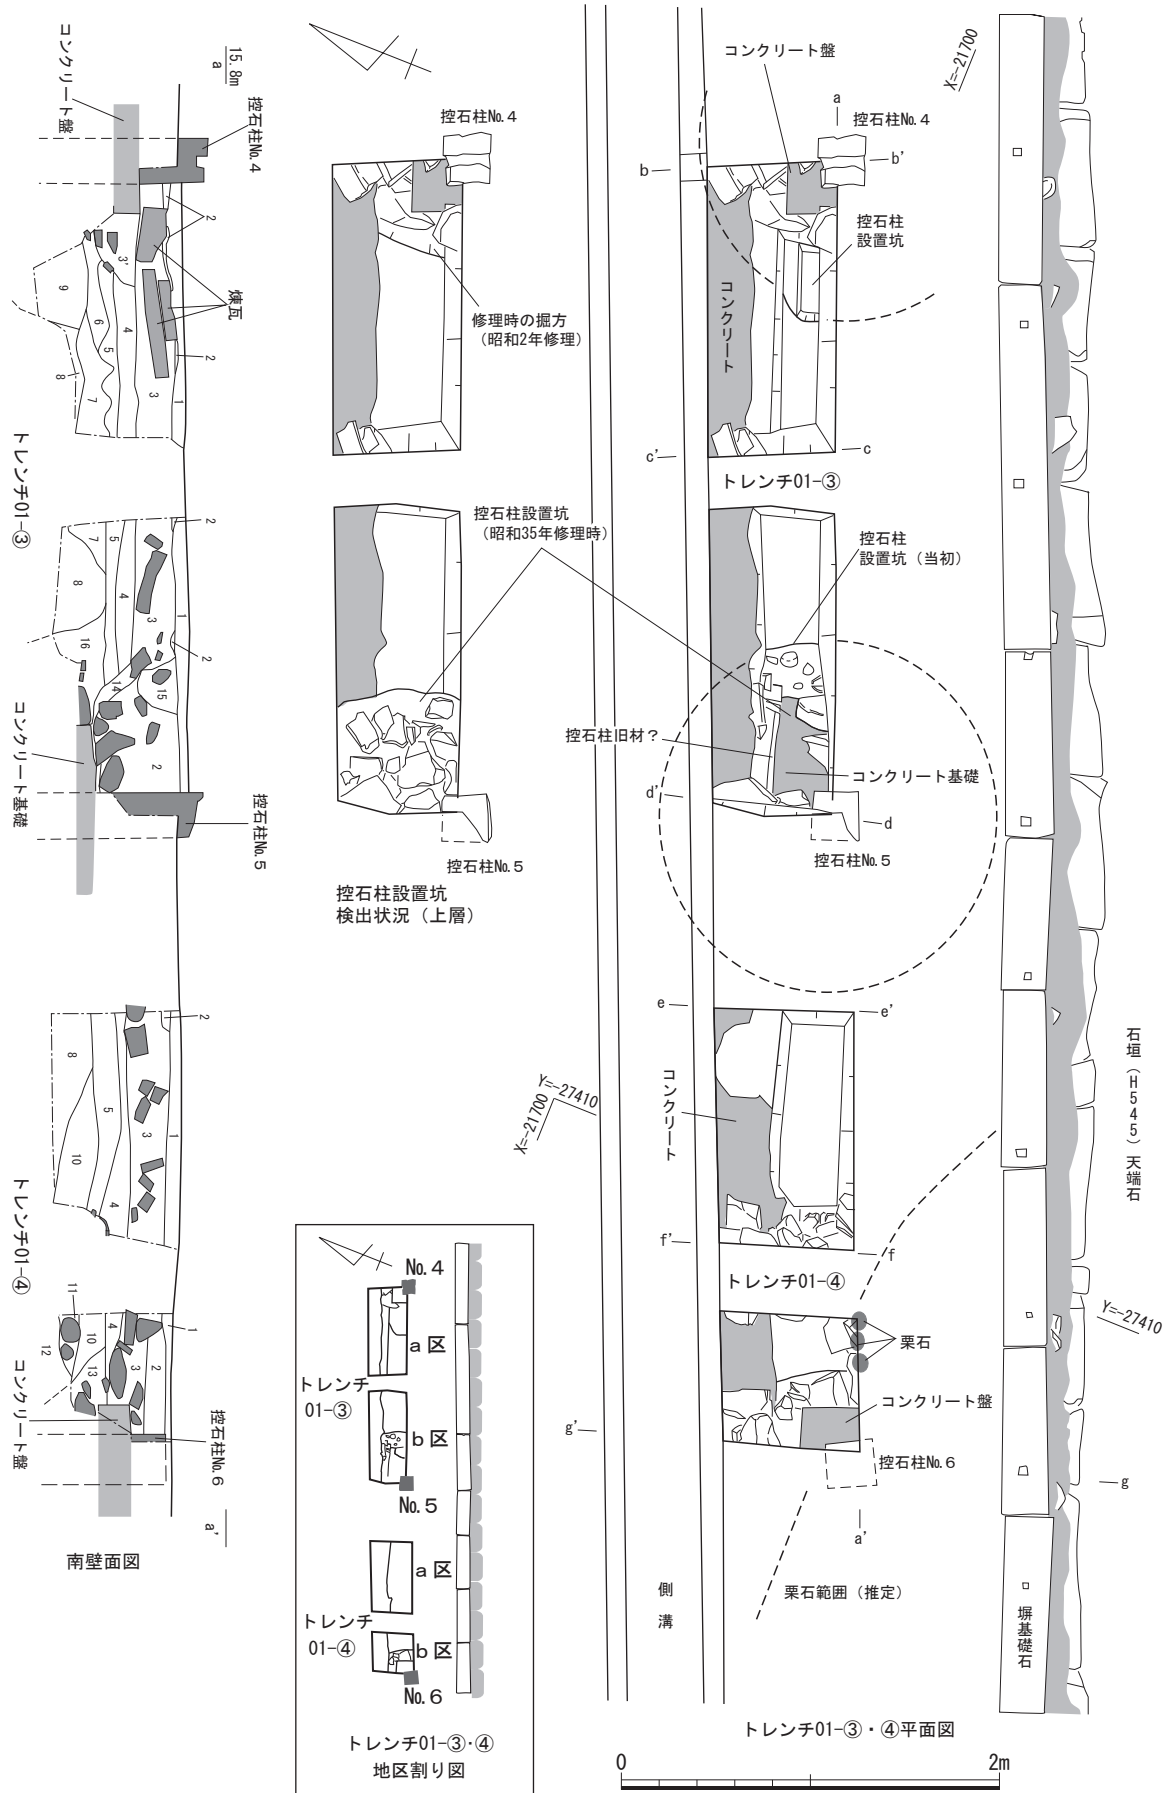 コンクリート盤
15.8m
a
控石柱№4
2
煉瓦
3'
9
4
6
5
2
8
7
3
1
トレンチ01-③
2
7
5
8
4
1
3
2
16
14
15
2
コンクリート基礎
控石柱№5
2
8
5
1
3
10
4
トレンチ01-④
11
1
4
10
12
3
2
13
コンクリート盤
控石柱№6
a'
南壁面図
控石柱№4
修理時の掘方
(昭和2年修理)
控石柱設置坑
(昭和35年修理時)
控石柱№5
控石柱設置坑
検出状況(上層)
コンクリート盤
a
控石柱№4
b
b'
控石柱
設置坑
コンクリート
c'
c
トレンチ01-③
控石柱
設置坑(当初)
控石柱旧材?
コンクリート基礎
d'
d
控石柱№5
e
e'
コンクリート
f'
f
トレンチ01-④
栗石
コンクリート盤
g'
控石柱№6
g
a'
側溝
栗石範囲(推定)
X=-21700
Y=-27410
X=-21700
Y=-27410
石垣(H545)天端石
塀基礎石
トレンチ01-③・④平面図
0
2m
№4
a区
トレンチ
01-③
b区
№5
a区
トレンチ
01-④
b区
№6
トレンチ01-③・④
地区割り図